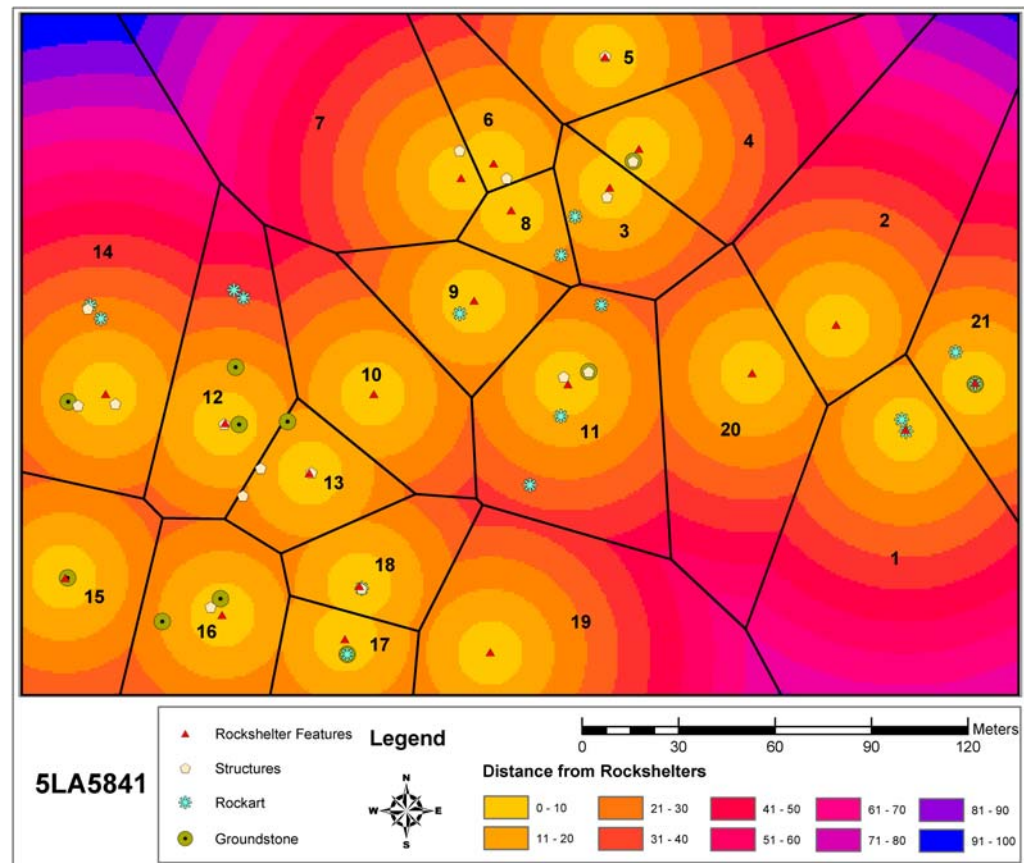 5
7
6
4
2
8
3
14
9
21
10
12
11
20
13
1
18
15
19
16
17
5LA5841
Rockshelter Features
Structures
Rockart
Groundstone
Legend
N
W E
S
Meters
0 30 60 90 120
Distance from Rockshelters
0 - 10 21 - 30 41 - 50 61 - 70 81 - 90
11 - 20 31 - 40 51 - 60 71 - 80 91 - 100